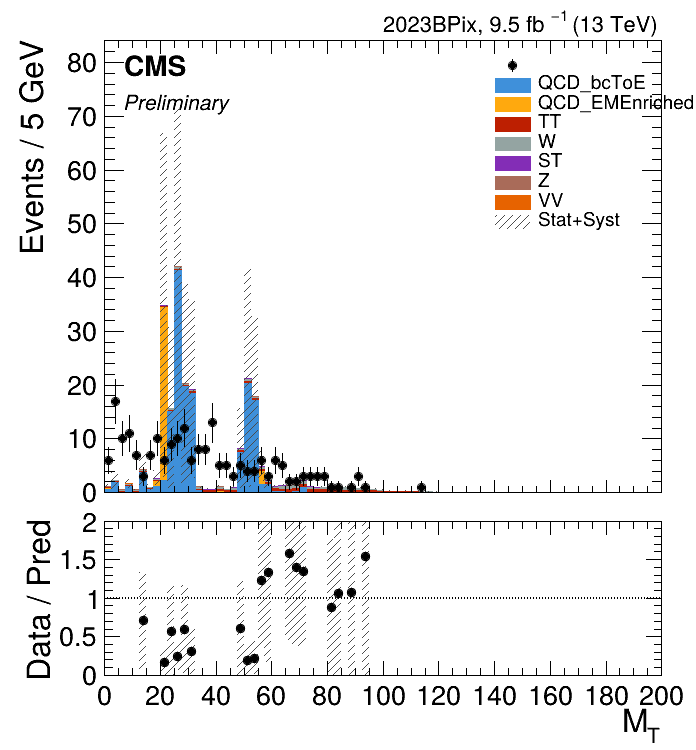 2023BPix, 9.5 fb⁻¹ (13 TeV)
CMS
Preliminary
QCD_bcToE
QCD_EMEnriched
TT
W
ST
Z
VV
Stat+Syst
Events / 5 GeV
80
70
60
50
40
30
20
10
0
Data / Pred
2
1.5
1
0.5
0
0 20 40 60 80 100 120 140 160 180 200
M_T